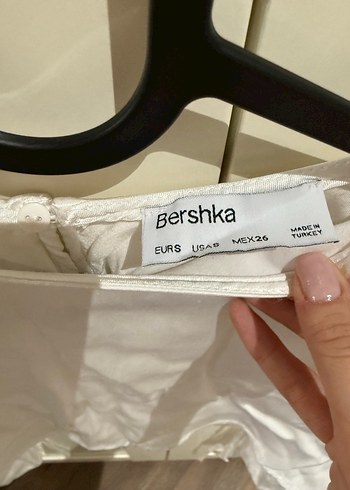 Bershka
EUR S USA S MEX 26
MADE IN
TURKEY